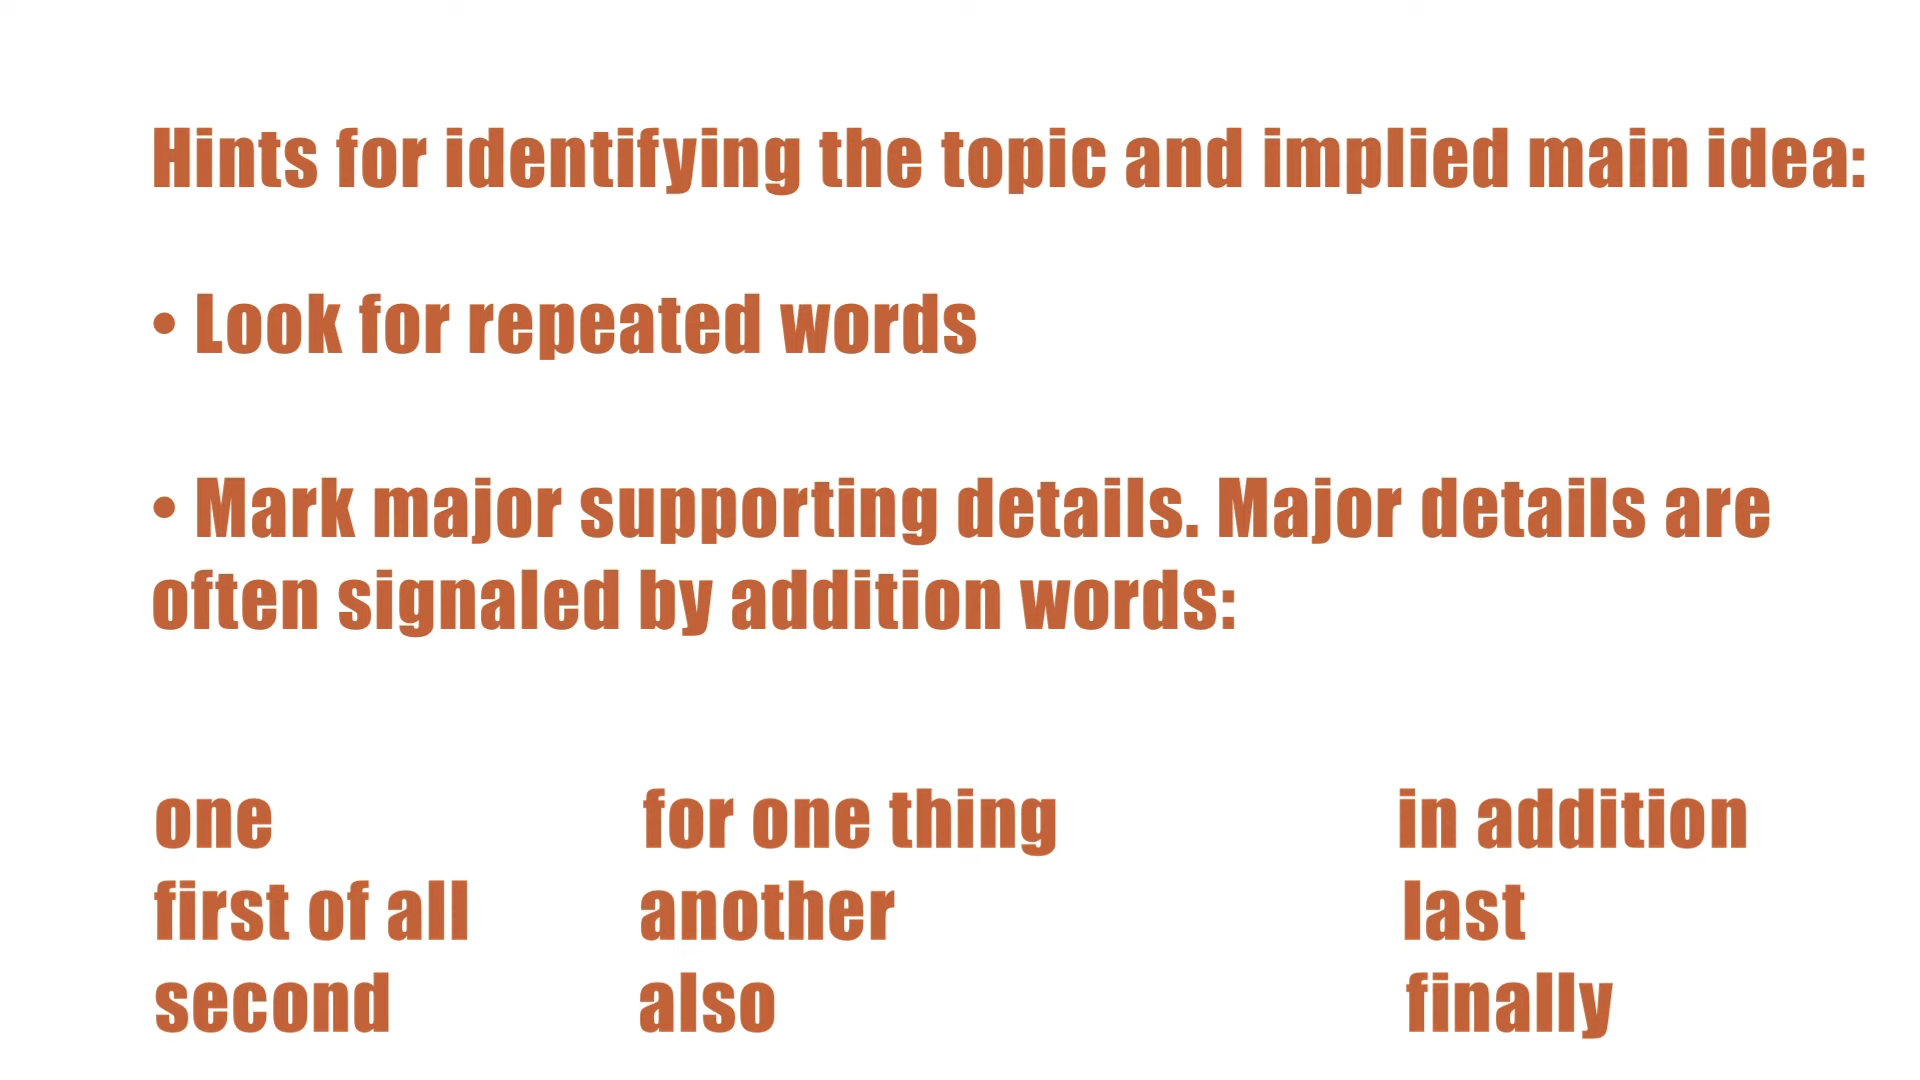 Hints for identifying the topic and implied main idea:
• Look for repeated words
• Mark major supporting details. Major details are
often signaled by addition words:
one for one thing in addition
first of all another last
second also finally